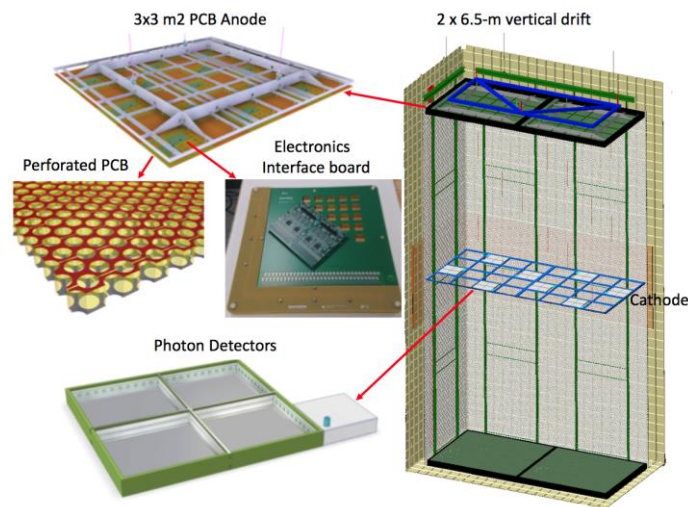 3x3 m2 PCB Anode
2 x 6.5-m vertical drift
Electronics
Interface board
Perforated PCB
Cathode
Photon Detectors